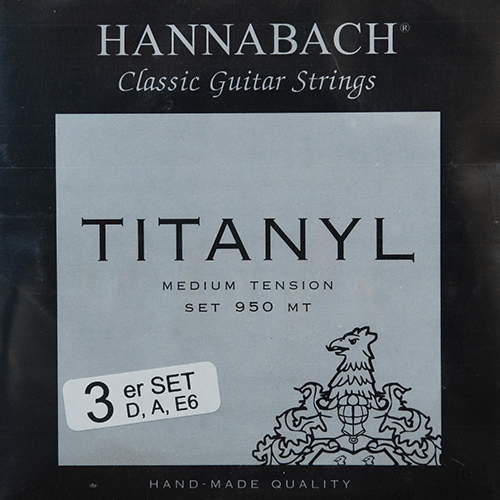 HANNABACH®
Classic Guitar Strings
TITANYL
MEDIUM TENSION
SET 950 MT
3 er SET
D, A, E6
HAND-MADE QUALITY